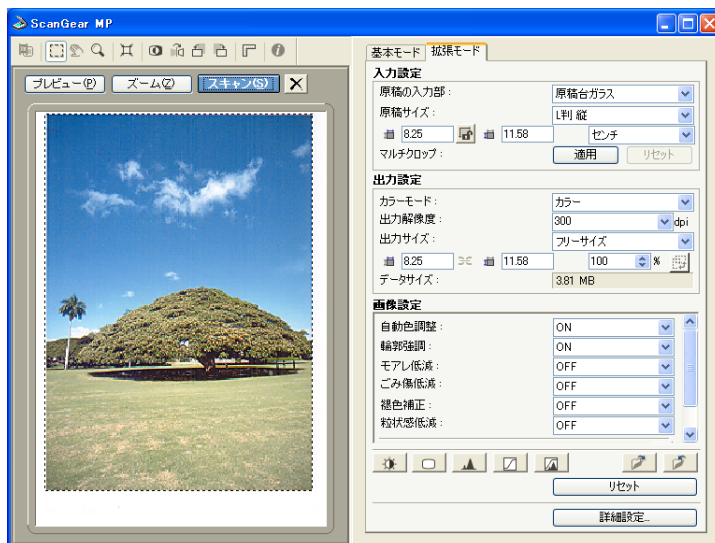 ScanGear MP
プレビュー(P)
ズーム(Z)
スキャン(S)
基本モード
拡張モード
入力設定
原稿の入力部：
原稿台ガラス
原稿サイズ：
L判 縦
8.25
11.58
センチ
マルチクロップ：
適用
リセット
出力設定
カラーモード：
カラー
出力解像度：
300
dpi
出力サイズ：
フリーサイズ
8.25
11.58
100
%
データサイズ：
3.81 MB
画像設定
自動色調整：
ON
輪郭強調：
ON
モアレ低減：
OFF
ごみ傷低減：
OFF
褪色補正：
OFF
粒状感低減：
OFF
リセット
詳細設定...